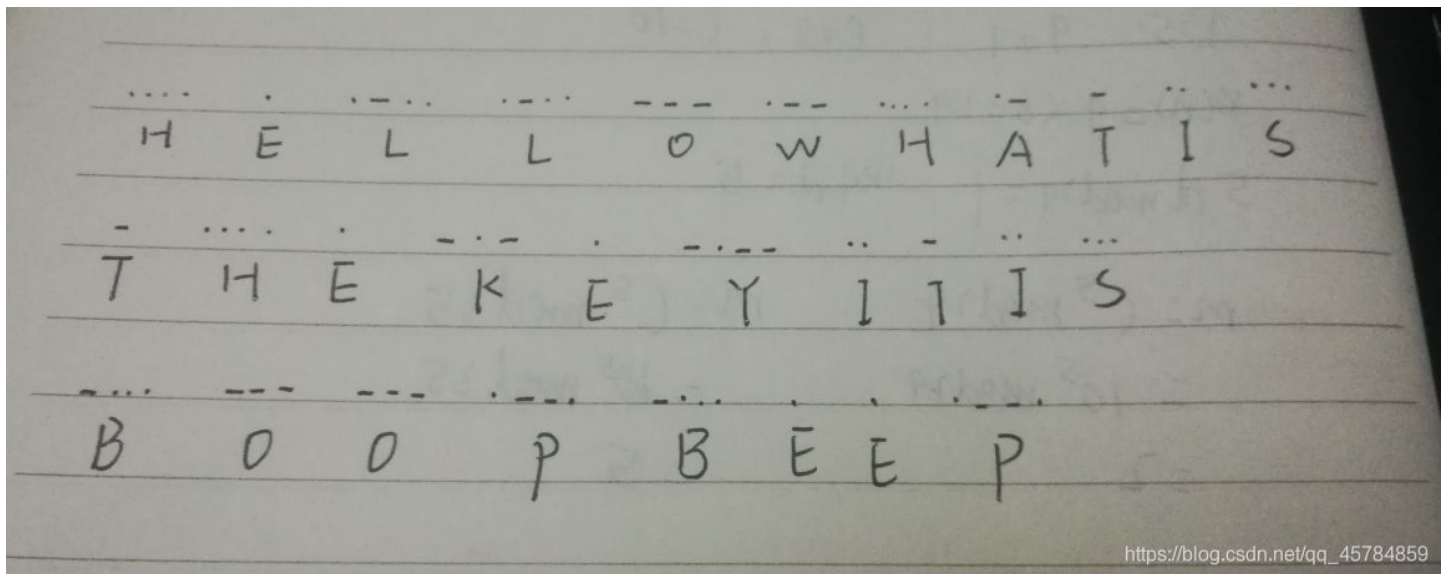 .... . .-.. .-.. --- .-- .... .- - .. ...
H E L L O W H A T I S
- .... . -.- . -.-- .. - .. ...
T H E K E Y I T I S
-... --- --- .--. -... . . .--.
B O O P B E E P
https://blog.csdn.net/qq_45784859